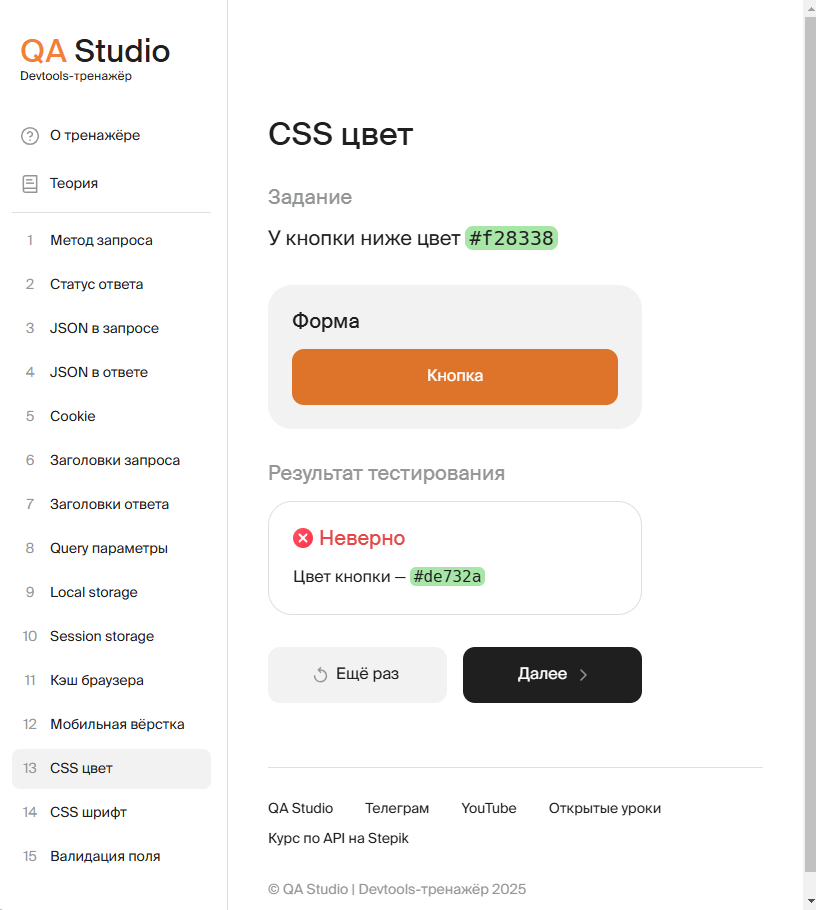 QA Studio
Devtools-тренажёр
О тренажёре
Теория
1 Метод запроса
2 Статус ответа
3 JSON в запросе
4 JSON в ответе
5 Cookie
6 Заголовки запроса
7 Заголовки ответа
8 Query параметры
9 Local storage
10 Session storage
11 Кэш браузера
12 Мобильная вёрстка
13 CSS цвет
14 CSS шрифт
15 Валидация поля
CSS цвет
Задание
У кнопки ниже цвет #f28338
Форма
Кнопка
Результат тестирования
Неверно
Цвет кнопки — #de732a
Ещё раз
Далее
QA Studio Телеграм YouTube Открытые уроки
Курс по API на Stepik
© QA Studio | Devtools-тренажёр 2025